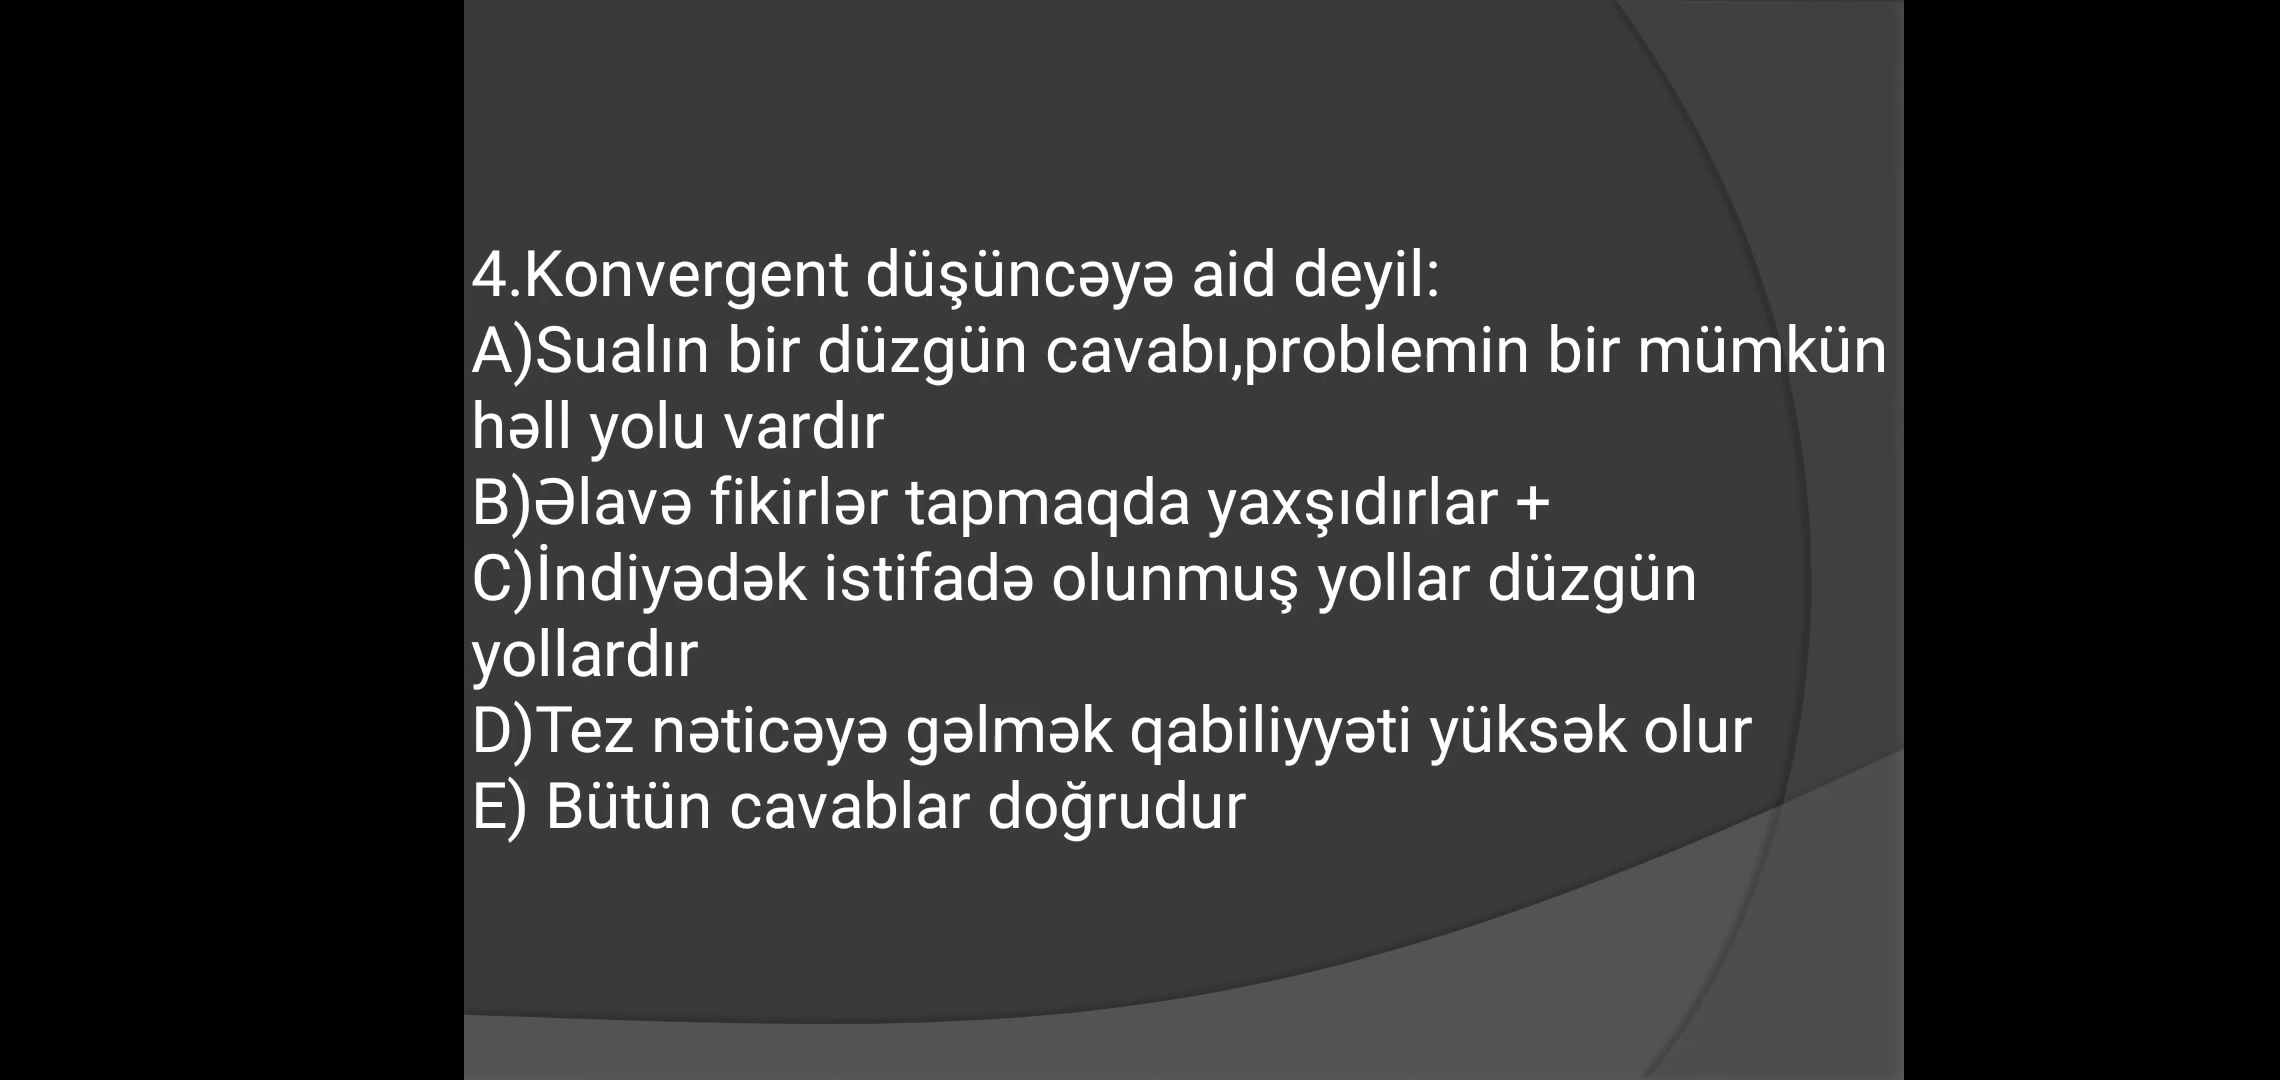 4.Konvergent düşüncəyə aid deyil:
A)Sualın bir düzgün cavabı,problemin bir mümkün
həll yolu vardır
B)Əlavə fikirlər tapmaqda yaxşıdırlar +
C)İndiyədək istifadə olunmuş yollar düzgün
yollardır
D)Tez nəticəyə gəlmək qabiliyyəti yüksək olur
E) Bütün cavablar doğrudur